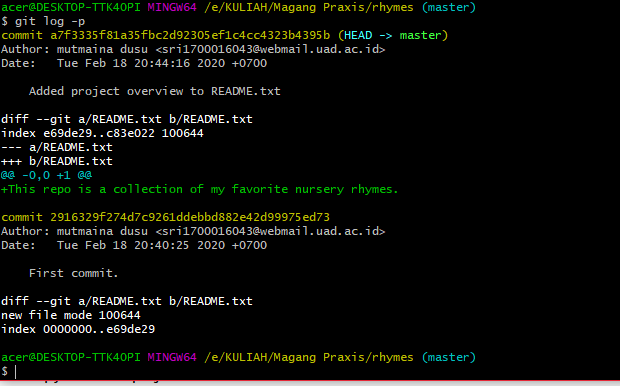 acer@DESKTOP-TTK4OPI MINGW64 /e/KULIAH/Magang Praxis/rhymes (master)
$ git log -p
commit a7f3335f81a35fbc2d92305ef1c4cc4323b4395b (HEAD -> master)
Author: mutmaina dusu <sri1700016043@webmail.uad.ac.id>
Date:   Tue Feb 18 20:44:16 2020 +0700

    Added project overview to README.txt

diff --git a/README.txt b/README.txt
index e69de29..c83e022 100644
--- a/README.txt
+++ b/README.txt
@@ -0,0 +1 @@
+This repo is a collection of my favorite nursery rhymes.

commit 2916329f274d7c9261ddebbd882e42d99975ed73
Author: mutmaina dusu <sri1700016043@webmail.uad.ac.id>
Date:   Tue Feb 18 20:40:25 2020 +0700

    First commit.

diff --git a/README.txt b/README.txt
new file mode 100644
index 0000000..e69de29

acer@DESKTOP-TTK4OPI MINGW64 /e/KULIAH/Magang Praxis/rhymes (master)
$